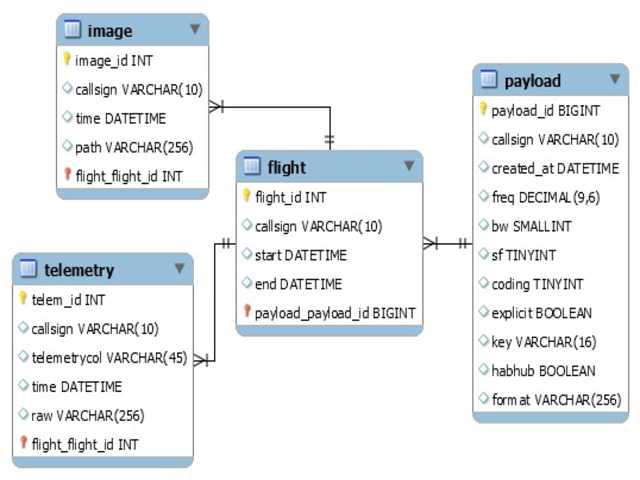 image
image_id INT
callsign VARCHAR(10)
time DATETIME
path VARCHAR(256)
flight_flight_id INT
flight
flight_id INT
callsign VARCHAR(10)
start DATETIME
end DATETIME
payload_payload_id BIGINT
payload
payload_id BIGINT
callsign VARCHAR(10)
created_at DATETIME
freq DECIMAL(9,6)
bw SMALLINT
sf TINYINT
coding TINYINT
explicit BOOLEAN
key VARCHAR(16)
habhub BOOLEAN
format VARCHAR(256)
telemetry
telem_id INT
callsign VARCHAR(10)
telemetrycol VARCHAR(45)
time DATETIME
raw VARCHAR(256)
flight_flight_id INT